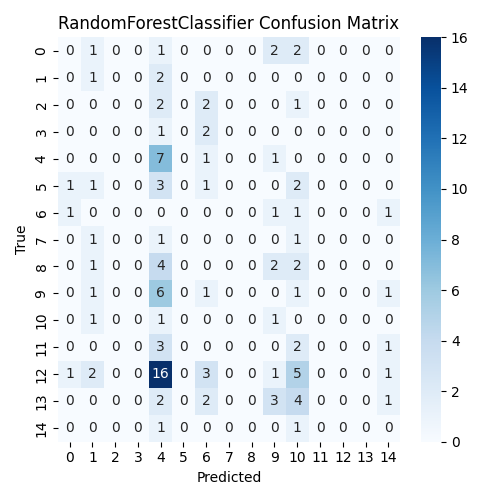 RandomForestClassifier Confusion Matrix
0 0 1 0 0 1 0 0 0 0 2 2 0 0 0 0
1 0 1 0 0 2 0 0 0 0 0 0 0 0 0 0
2 0 0 0 0 2 0 2 0 0 0 1 0 0 0 0
3 0 0 0 0 1 0 2 0 0 0 0 0 0 0 0
4 0 0 0 0 7 0 1 0 0 1 0 0 0 0 0
5 1 1 0 0 3 0 1 0 0 0 2 0 0 0 0
6 1 0 0 0 0 0 0 0 0 1 1 0 0 0 1
7 0 1 0 0 1 0 0 0 0 0 1 0 0 0 0
8 0 1 0 0 4 0 0 0 0 2 2 0 0 0 0
9 0 1 0 0 6 0 1 0 0 0 1 0 0 0 1
10 0 1 0 0 1 0 0 0 0 1 0 0 0 0 0
11 0 0 0 0 3 0 0 0 0 0 2 0 0 0 1
12 1 2 0 0 16 0 3 0 0 1 5 0 0 0 1
13 0 0 0 0 2 0 2 0 0 3 4 0 0 0 1
14 0 0 0 0 1 0 0 0 0 0 1 0 0 0 0
0 1 2 3 4 5 6 7 8 9 10 11 12 13 14
Predicted
True
16
14
12
10
8
6
4
2
0